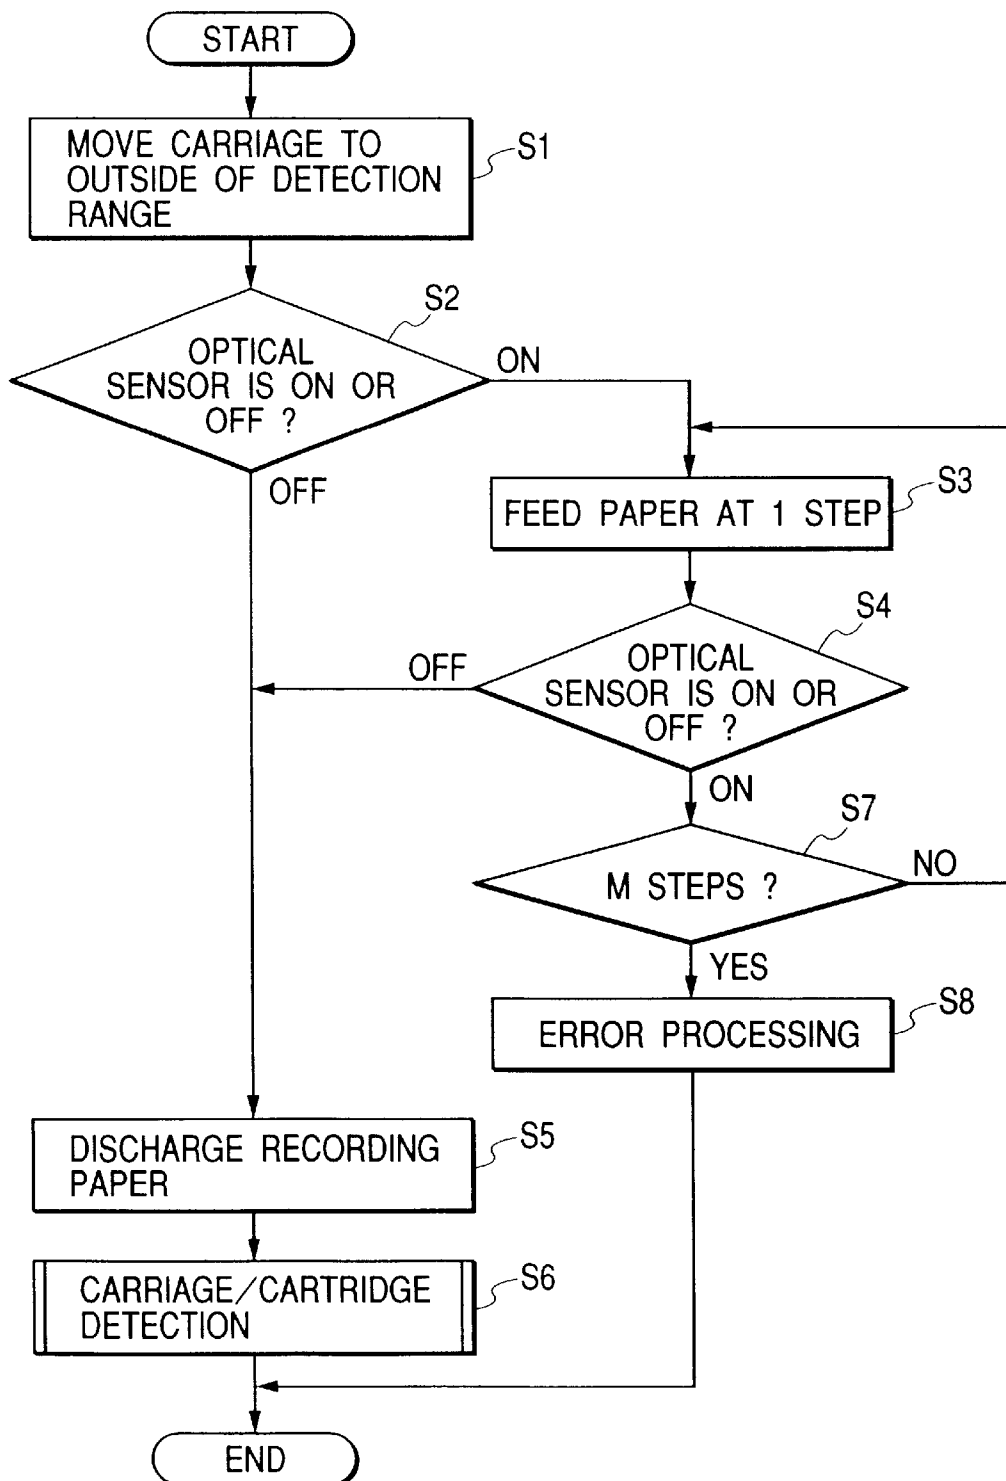 START
MOVE CARRIAGE TO
OUTSIDE OF DETECTION
RANGE
S1
OPTICAL
SENSOR IS ON OR
OFF ?
S2
ON
OFF
FEED PAPER AT 1 STEP
S3
OPTICAL
SENSOR IS ON OR
OFF ?
S4
OFF
ON
M STEPS ?
S7
NO
YES
ERROR PROCESSING
S8
DISCHARGE RECORDING
PAPER
S5
CARRIAGE/CARTRIDGE
DETECTION
S6
END